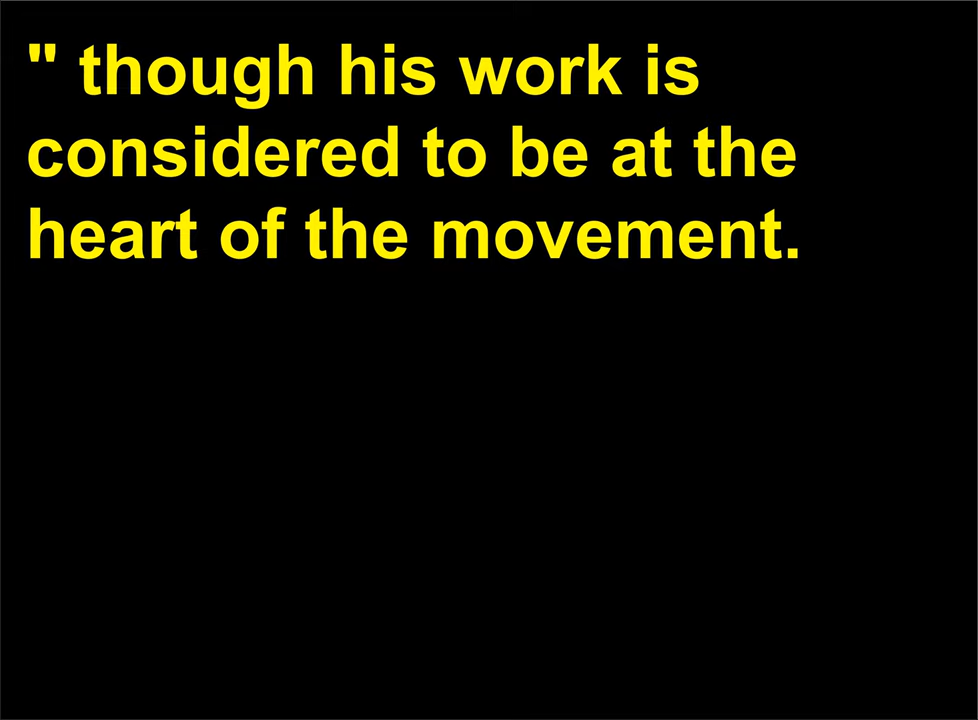 " though his work is
considered to be at the
heart of the movement.